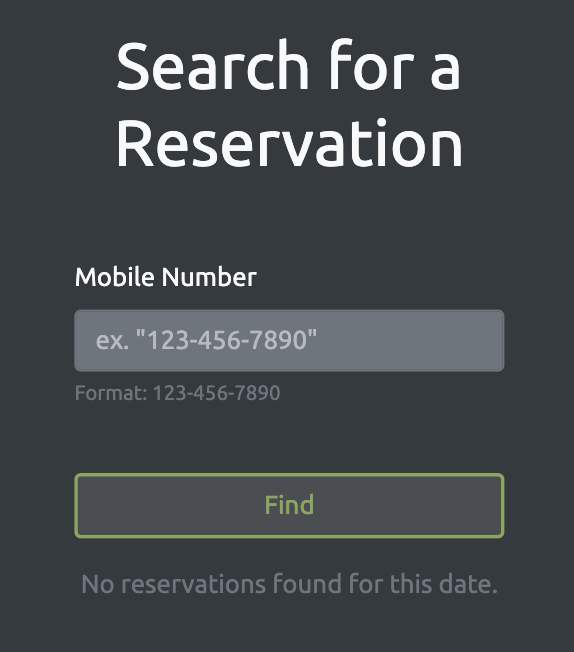 Search for a
Reservation
Mobile Number
ex. "123-456-7890"
Format: 123-456-7890
Find
No reservations found for this date.